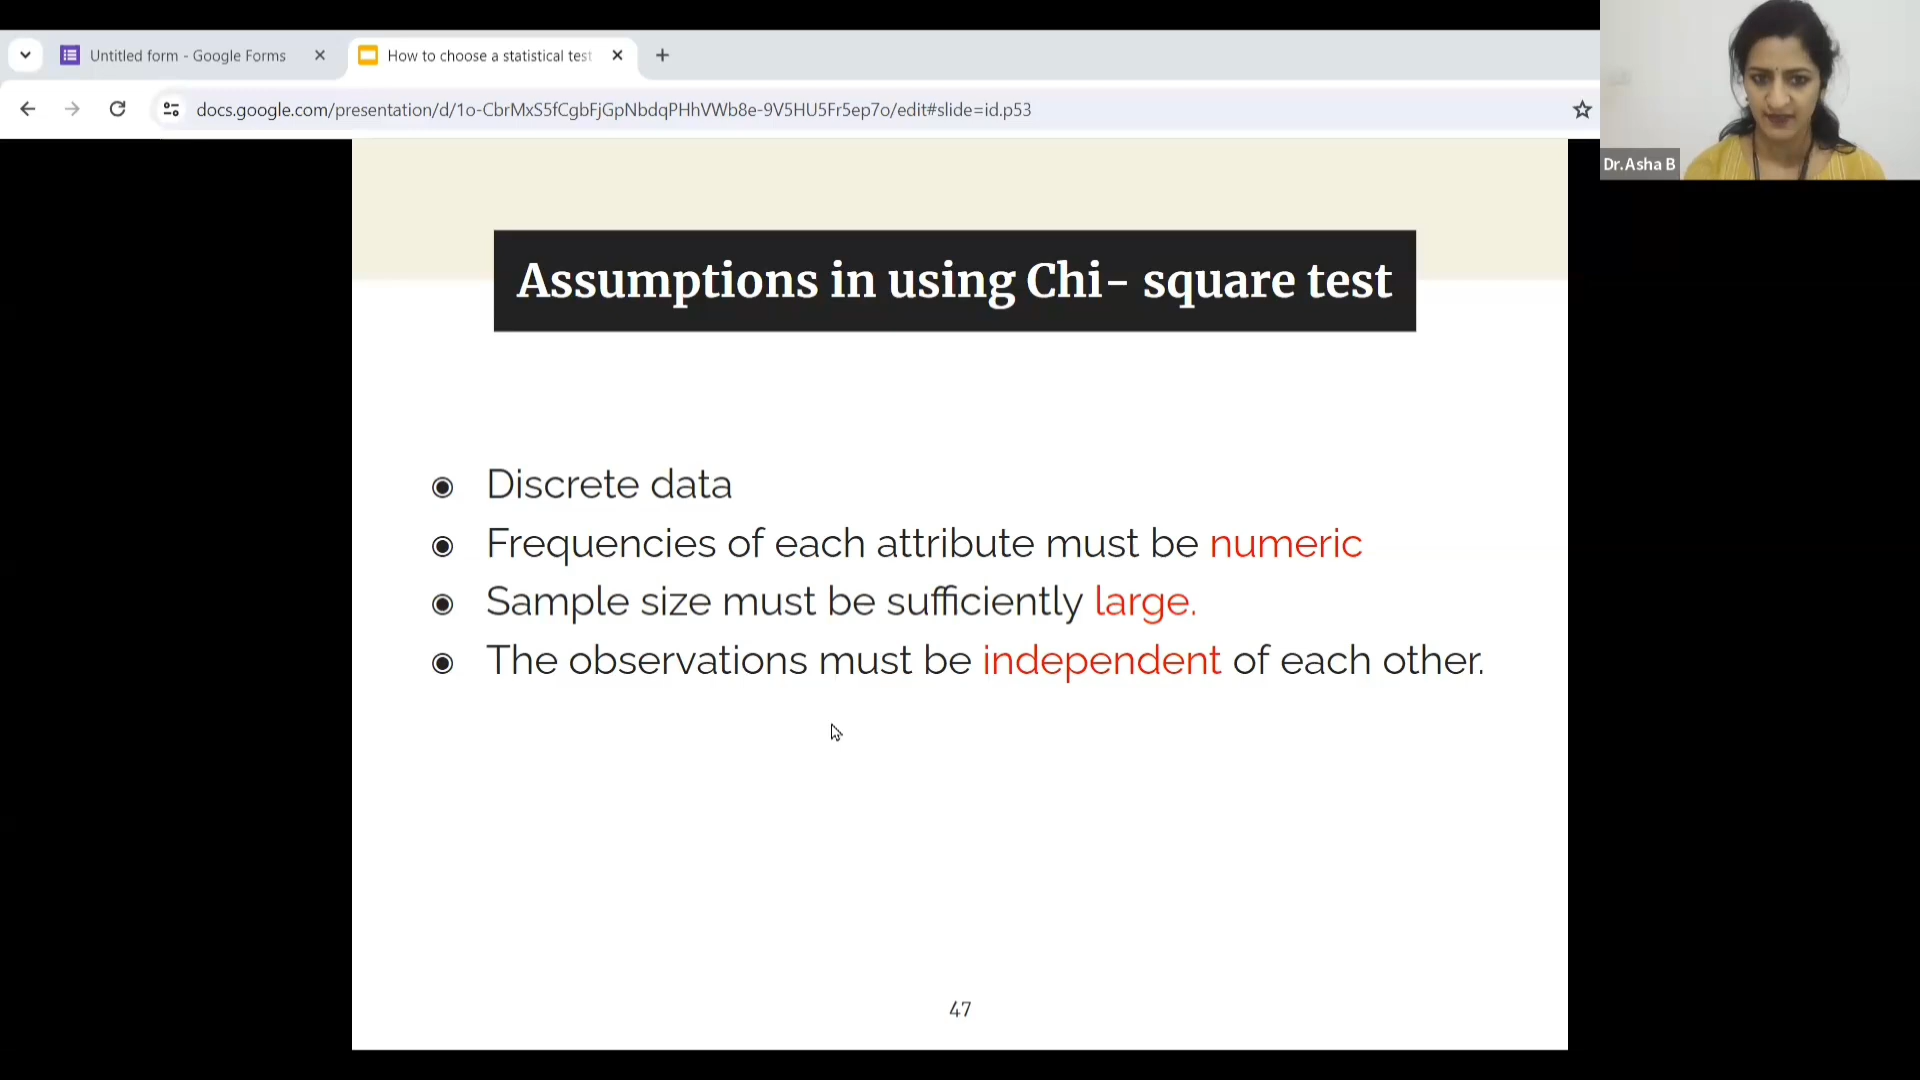 Untitled form - Google Forms
How to choose a statistical test
docs.google.com/presentation/d/1o-CbrMxS5fCgbFjGpNbdqPHhVWb8e-9V5HU5Fr5ep7o/edit#slide=id.p53
Dr.Asha B
Assumptions in using Chi- square test
Discrete data
Frequencies of each attribute must be numeric
Sample size must be sufficiently large.
The observations must be independent of each other.
47